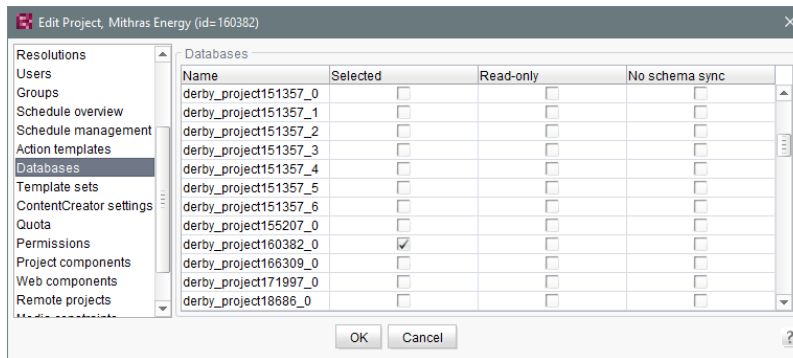 Edit Project, Mithras Energy (id=160382)
Resolutions
Users
Groups
Schedule overview
Schedule management
Action templates
Databases
Template sets
ContentCreator settings
Quota
Permissions
Project components
Web components
Remote projects
Media constraints
Databases
Name Selected Read-only No schema sync
derby_project151357_0
derby_project151357_1
derby_project151357_2
derby_project151357_3
derby_project151357_4
derby_project151357_5
derby_project151357_6
derby_project155207_0
derby_project160382_0
derby_project166309_0
derby_project171997_0
derby_project18686_0
OK Cancel ?